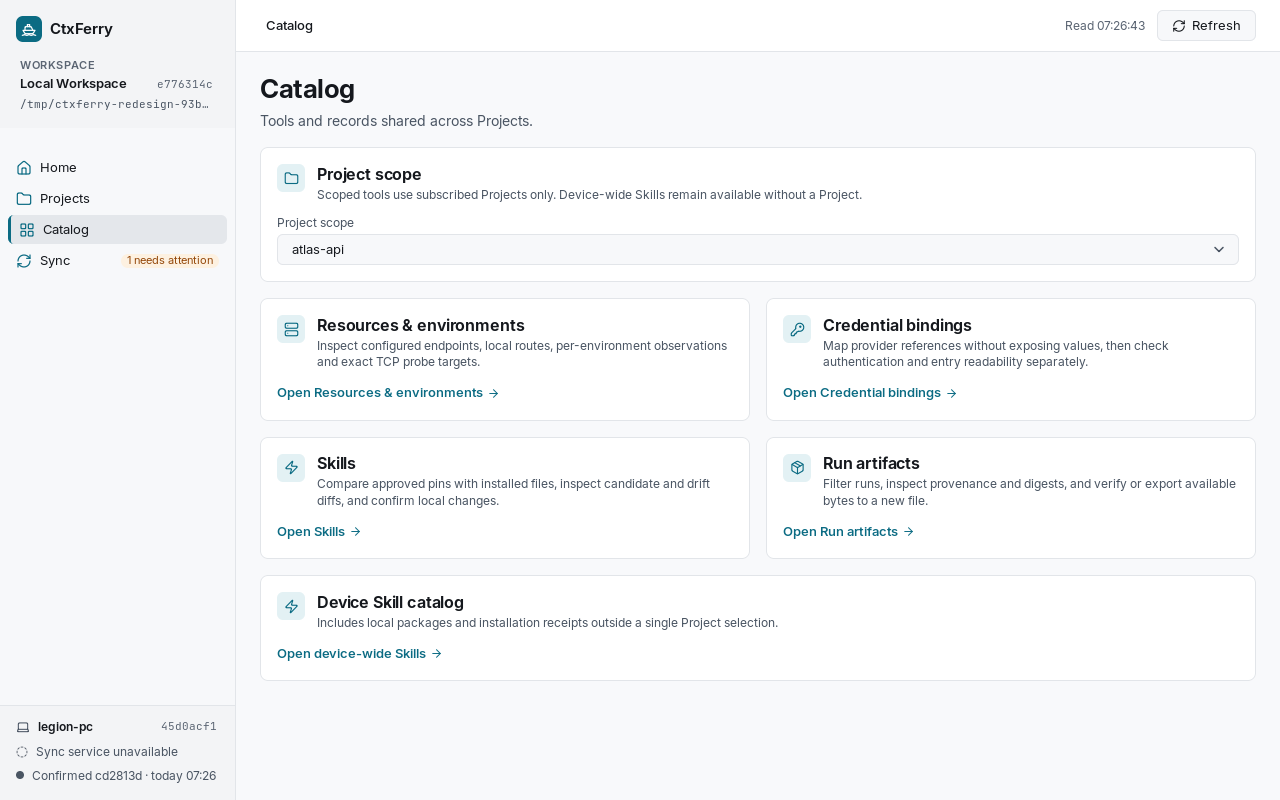 CtxFerry
WORKSPACE
Local Workspace e776314c
/tmp/ctxferry-redesign-93b…
Home
Projects
Catalog
Sync 1 needs attention
legion-pc 45d0acf1
Sync service unavailable
Confirmed cd2813d · today 07:26
Catalog
Read 07:26:43 Refresh
Catalog
Tools and records shared across Projects.
Project scope
Scoped tools use subscribed Projects only. Device-wide Skills remain available without a Project.
Project scope
atlas-api
Resources & environments
Inspect configured endpoints, local routes, per-environment observations
and exact TCP probe targets.
Open Resources & environments →
Credential bindings
Map provider references without exposing values, then check
authentication and entry readability separately.
Open Credential bindings →
Skills
Compare approved pins with installed files, inspect candidate and drift
diffs, and confirm local changes.
Open Skills →
Run artifacts
Filter runs, inspect provenance and digests, and verify or export available
bytes to a new file.
Open Run artifacts →
Device Skill catalog
Includes local packages and installation receipts outside a single Project selection.
Open device-wide Skills →